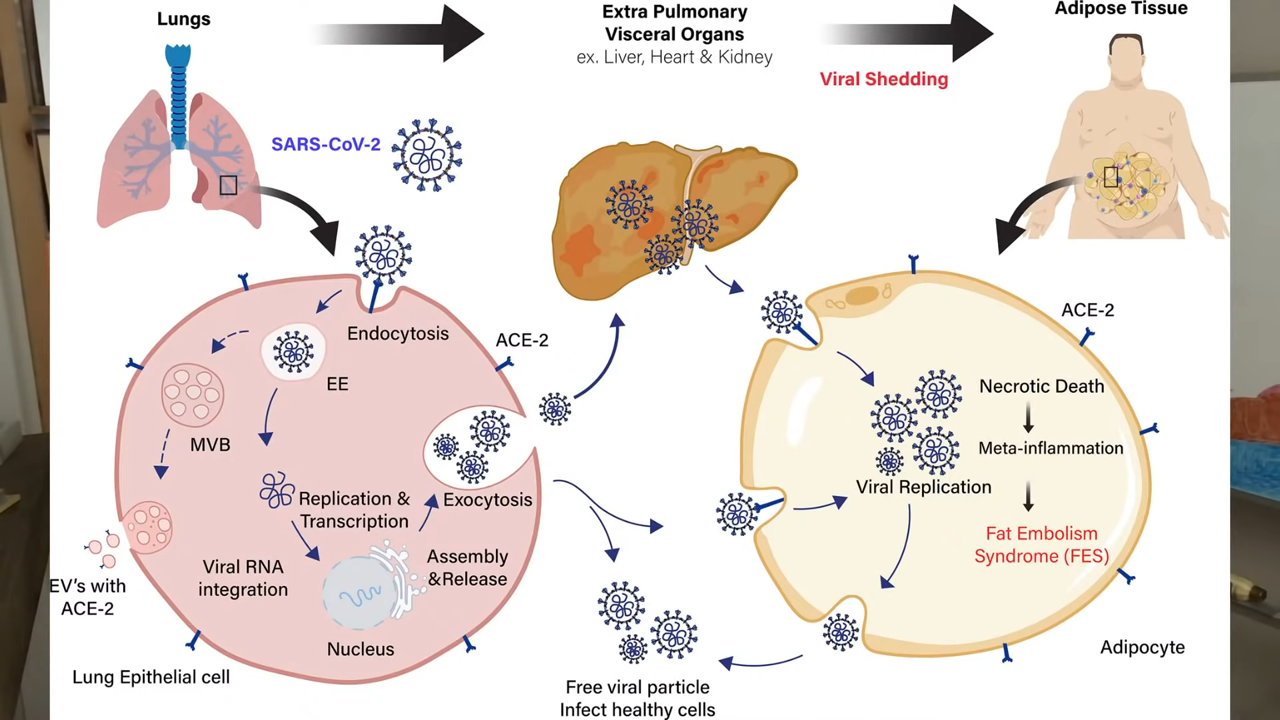 Lungs
Extra Pulmonary
Visceral Organs
ex. Liver, Heart & Kidney
Adipose Tissue
Viral Shedding
SARS-CoV-2
Endocytosis
ACE-2
EE
MVB
Replication &
Transcription
Exocytosis
Viral RNA
integration
Assembly
&Release
EV's with
ACE-2
Nucleus
Lung Epithelial cell
Free viral particle
Infect healthy cells
ACE-2
Necrotic Death
Meta-inflammation
Viral Replication
Fat Embolism
Syndrome (FES)
Adipocyte